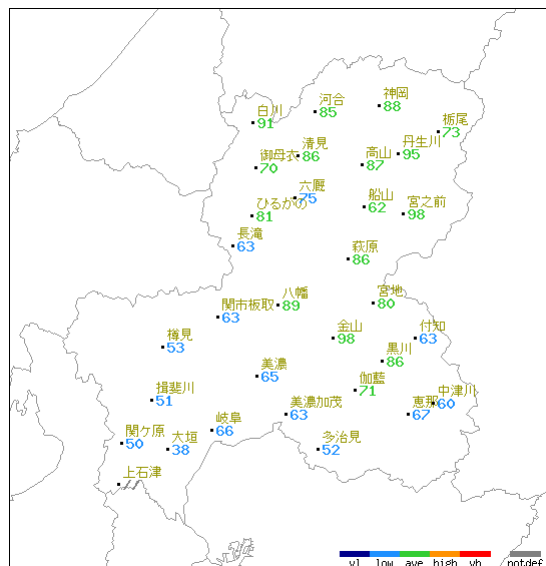 神岡
88
河合
85
白川
91
栃尾
73
丹生川
95
清見
86
高山
87
御母衣
70
六厩
75
船山
62
宮之前
98
ひるがの
81
長滝
63
萩原
86
八幡
89
宮地
80
関市板取
63
金山
98
付知
63
樽見
53
黒川
86
美濃
65
伽藍
71
中津川
60
揖斐川
51
恵那
67
美濃加茂
63
岐阜
66
関ケ原
50
大垣
38
多治見
52
上石津
//
vl low ave high vh notdef